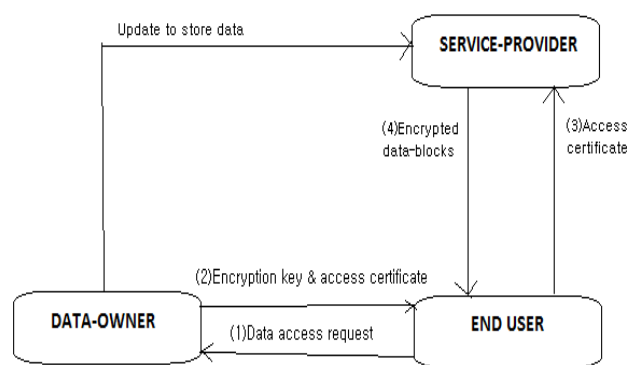 Update to store data
SERVICE-PROVIDER
(4)Encrypted
data-blocks
(3)Access
certificate
(2)Encryption key & access certificate
DATA-OWNER
(1)Data access request
END USER